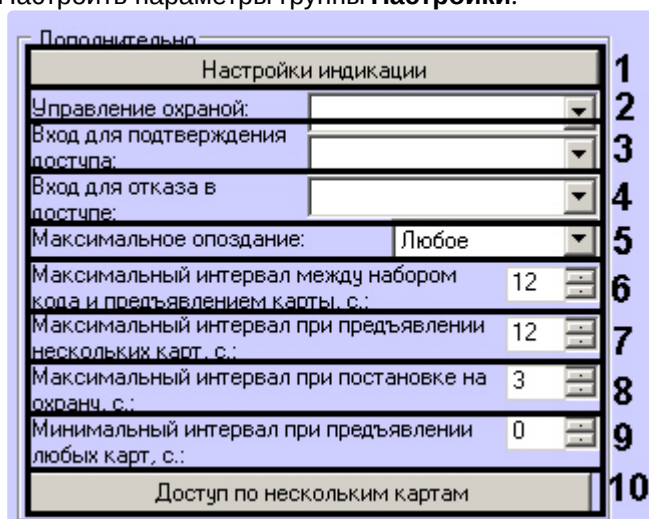 Настроить параметры группы Настройки.
Дополнительно
Настройки индикации 1
Управление охраной: 2
Вход для подтверждения
доступа: 3
Вход для отказа в
доступе: 4
Максимальное опоздание: Любое 5
Максимальный интервал между набором
кода и предъявлением карты, с.: 12 6
Максимальный интервал при предъявлении
нескольких карт, с.: 12 7
Максимальный интервал при постановке на
охрану, с.: 3 8
Минимальный интервал при предъявлении
любых карт, с.: 0 9
Доступ по нескольким картам 10